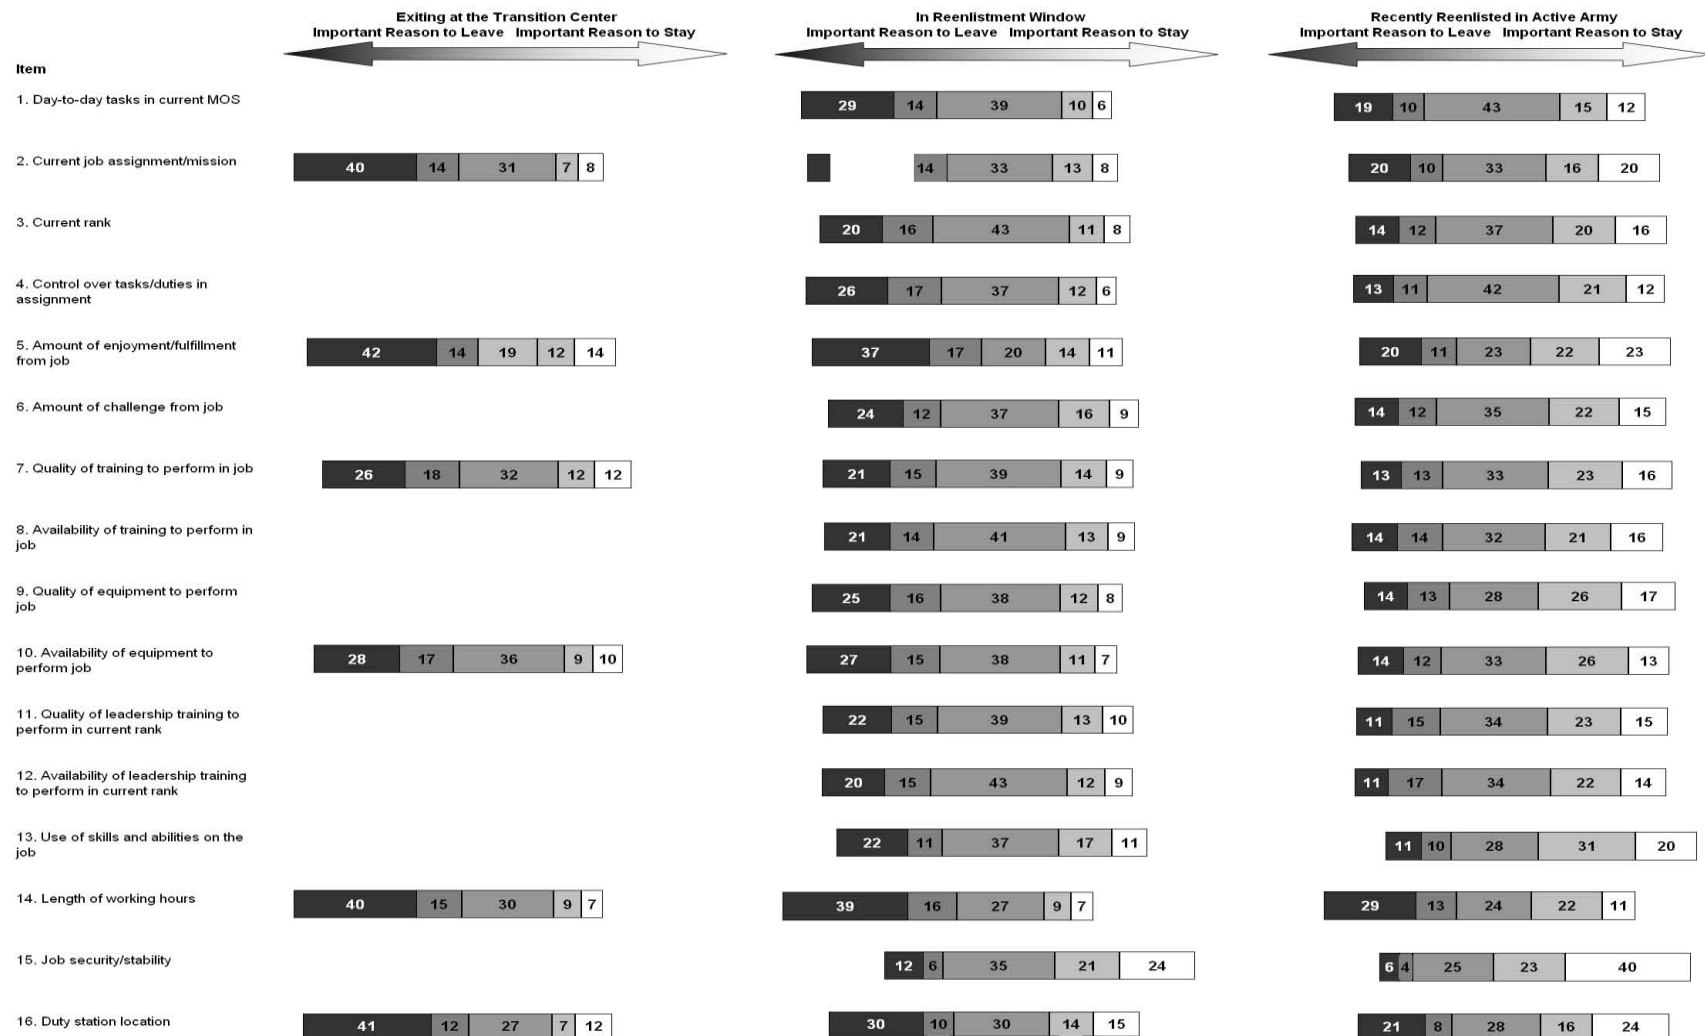 Exiting at the Transition Center In Reenlistment Window Recently Reenlisted in Active Army
Important Reason to Leave Important Reason to Stay Important Reason to Leave Important Reason to Stay Important Reason to Leave Important Reason to Stay
Item
1. Day-to-day tasks in current MOS 29 14 39 10 6 19 10 43 15 12
2. Current job assignment/mission 40 14 31 7 8 14 33 13 8 20 10 33 16 20
3. Current rank 20 16 43 11 8 14 12 37 20 16
4. Control over tasks/duties in
assignment 26 17 37 12 6 13 11 42 21 12
5. Amount of enjoyment/fulfillment
from job 42 14 19 12 14 37 17 20 14 11 20 11 23 22 23
6. Amount of challenge from job 24 12 37 16 9 14 12 35 22 15
7. Quality of training to perform in job 26 18 32 12 12 21 15 39 14 9 13 13 33 23 16
8. Availability of training to perform in
job 21 14 41 13 9 14 14 32 21 16
9. Quality of equipment to perform
job 25 16 38 12 8 14 13 28 26 17
10. Availability of equipment to
perform job 28 17 36 9 10 27 15 38 11 7 14 12 33 26 13
11. Quality of leadership training to
perform in current rank 22 15 39 13 10 11 15 34 23 15
12. Availability of leadership training
to perform in current rank 20 15 43 12 9 11 17 34 22 14
13. Use of skills and abilities on the
job 22 11 37 17 11 11 10 28 31 20
14. Length of working hours 40 15 30 9 7 39 16 27 9 7 29 13 24 22 11
15. Job security/stability 12 6 35 21 24 6 4 25 23 40
16. Duty station location 41 12 27 7 12 30 10 30 14 15 21 8 28 16 24